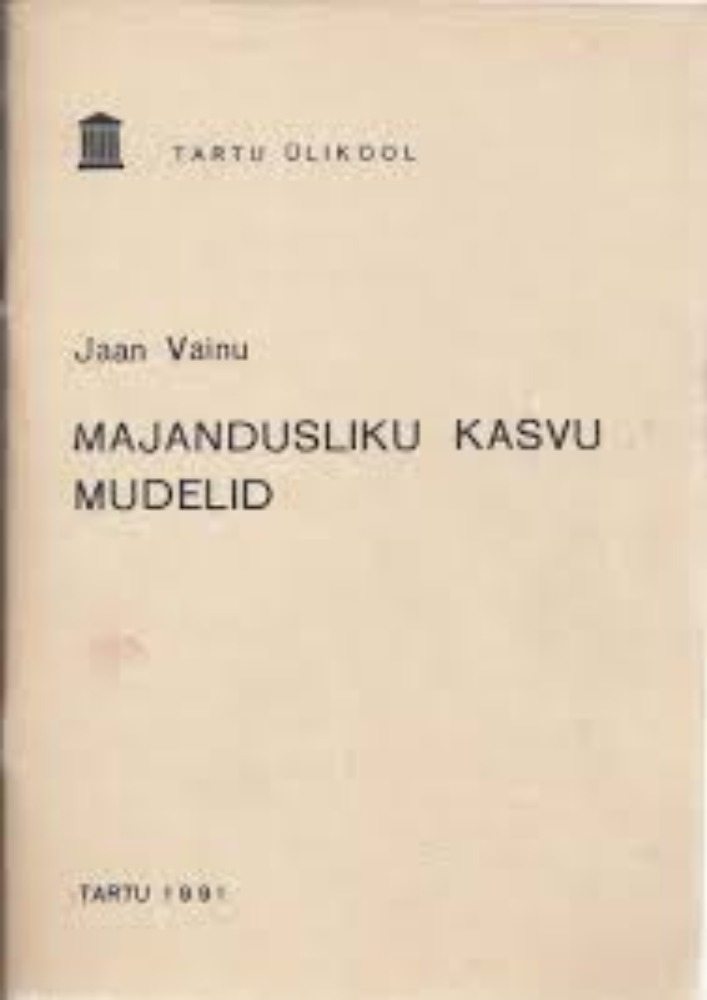 TARTU ÜLIKOOL
Jaan Vainu
MAJANDUSLIKU KASVU
MUDELID
TARTU 1991